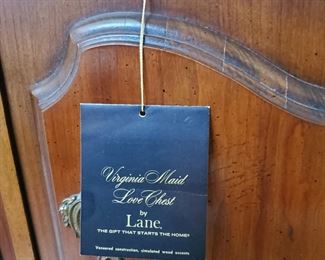 Virginia Maid
Love Chest
by
Lane.
THE GIFT THAT STARTS THE HOME®
Veneered construction, simulated wood accents